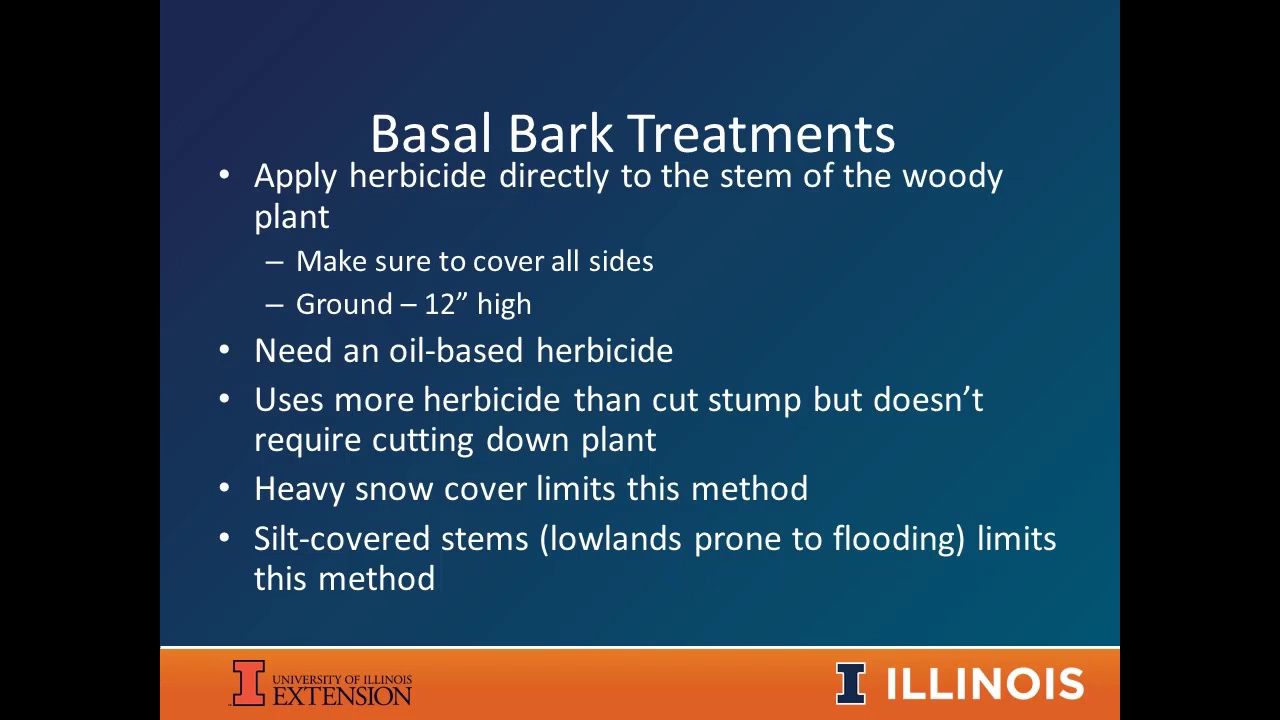 Basal Bark Treatments
• Apply herbicide directly to the stem of the woody
plant
– Make sure to cover all sides
– Ground – 12” high
• Need an oil-based herbicide
• Uses more herbicide than cut stump but doesn’t
require cutting down plant
• Heavy snow cover limits this method
• Silt-covered stems (lowlands prone to flooding) limits
this method
UNIVERSITY OF ILLINOIS
EXTENSION
ILLINOIS